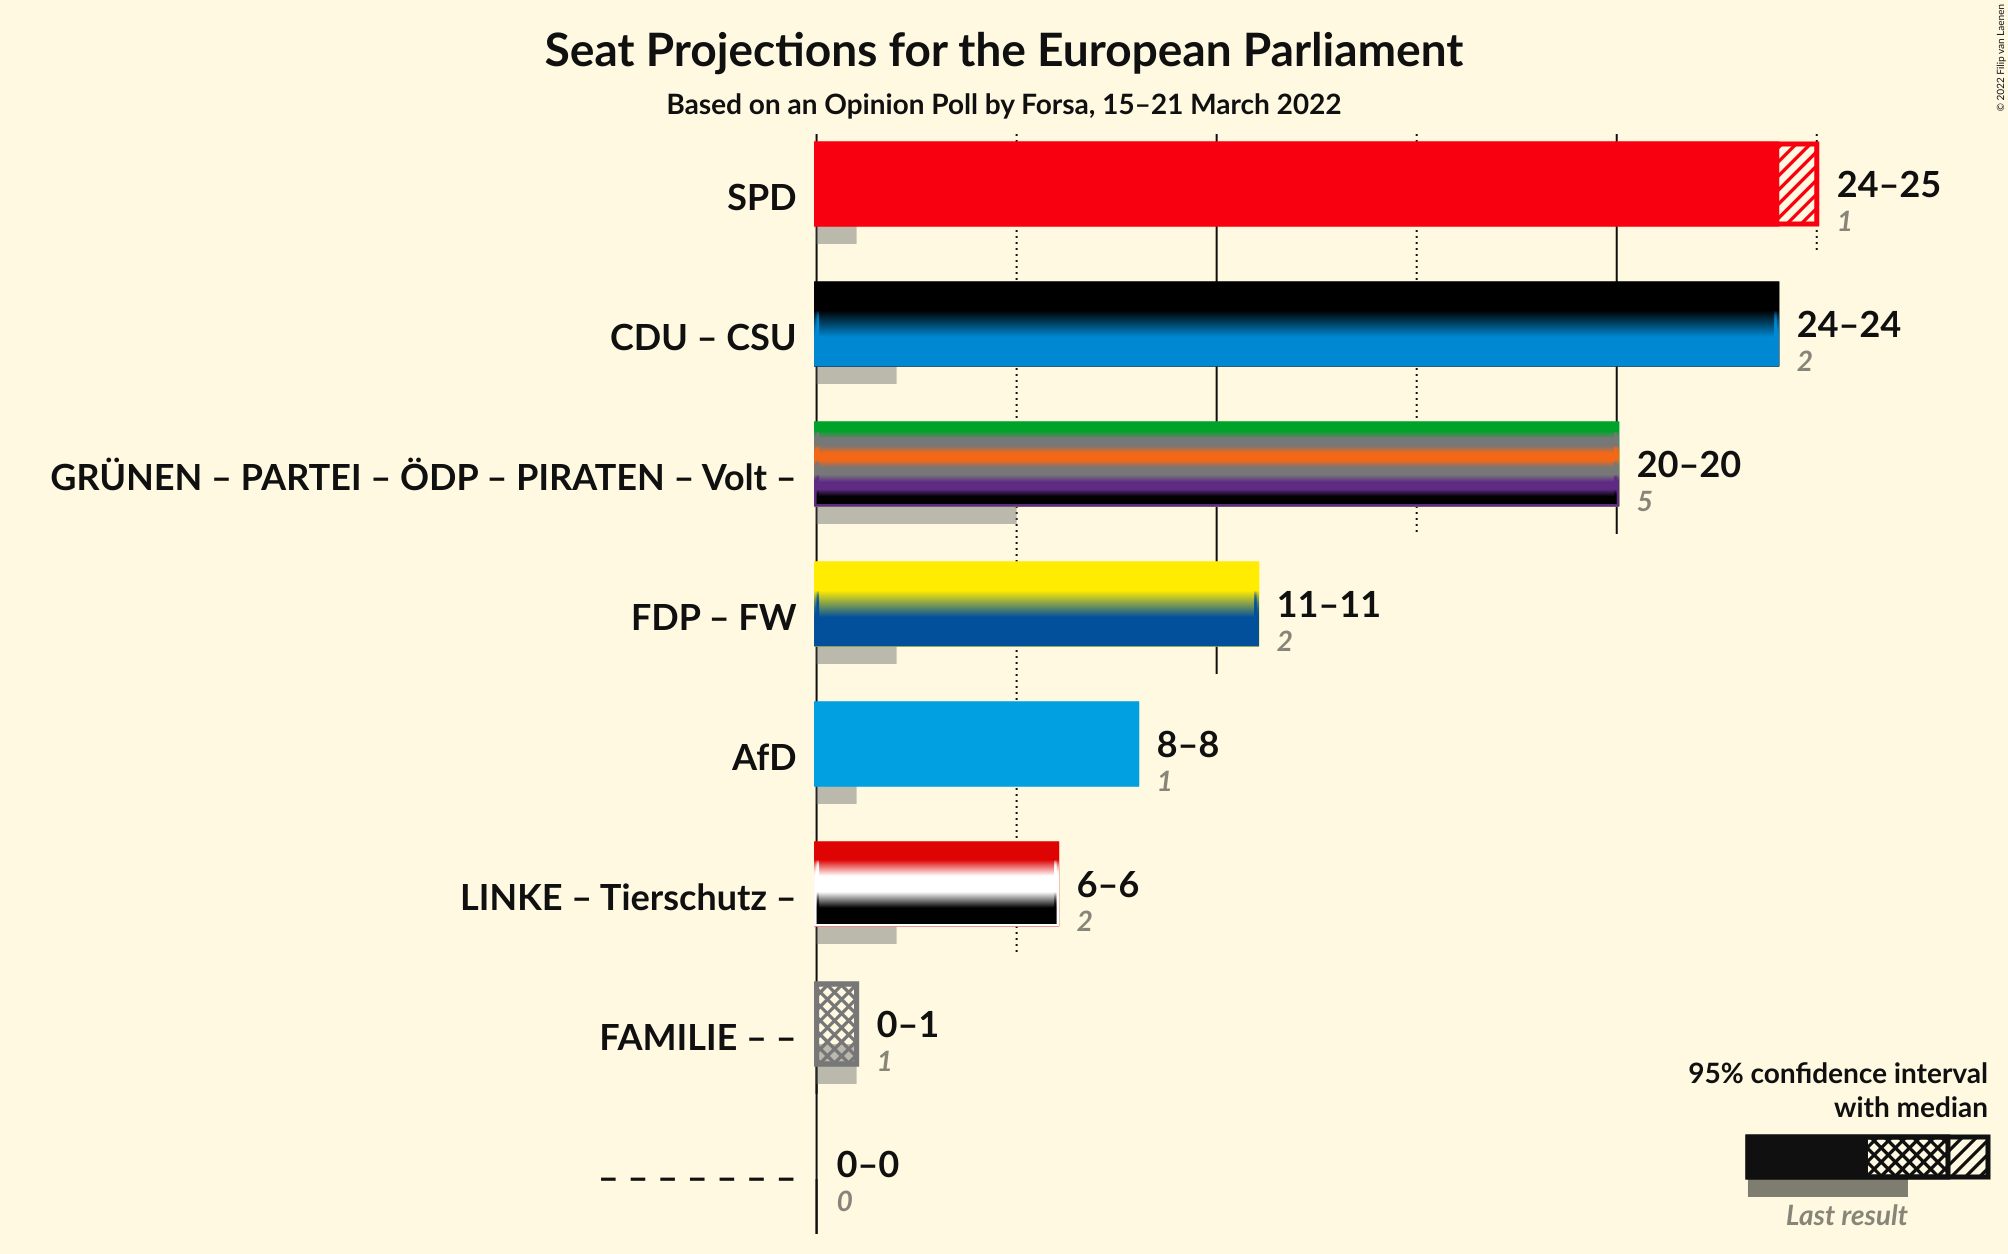 Seat Projections for the European Parliament
Based on an Opinion Poll by Forsa, 15–21 March 2022
© 2022 Filip van Laenen
SPD
24–25
1
CDU – CSU
24–24
2
GRÜNEN – PARTEI – ÖDP – PIRATEN – Volt –
20–20
5
FDP – FW
11–11
2
AfD
8–8
1
LINKE – Tierschutz –
6–6
2
FAMILIE – –
0–1
1
– – – – – – –
0–0
0
95% confidence interval
with median
Last result